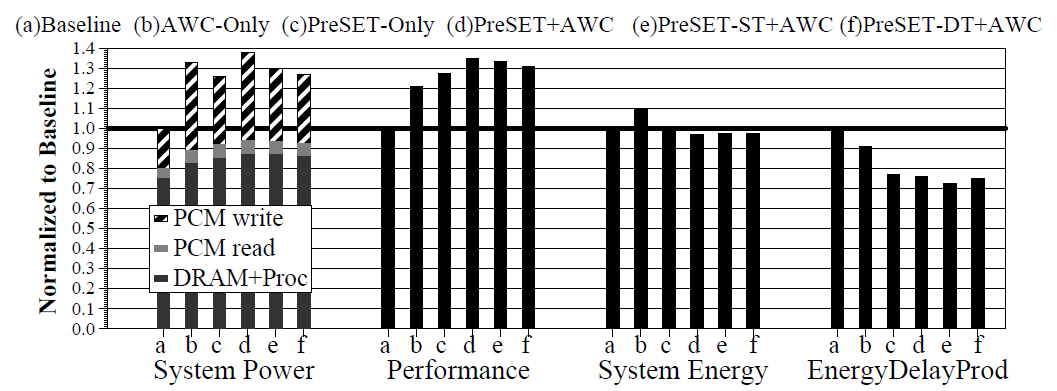 (a)Baseline (b)AWC-Only (c)PreSET-Only (d)PreSET+AWC (e)PreSET-ST+AWC (f)PreSET-DT+AWC
Normalized to Baseline
1.4
1.3
1.2
1.1
1.0
0.9
0.8
0.7
0.6
0.5
0.4
0.3
0.2
0.1
0.0
PCM write
PCM read
DRAM+Proc
a b c d e f a b c d e f a b c d e f a b c d e f
System Power Performance System Energy EnergyDelayProd